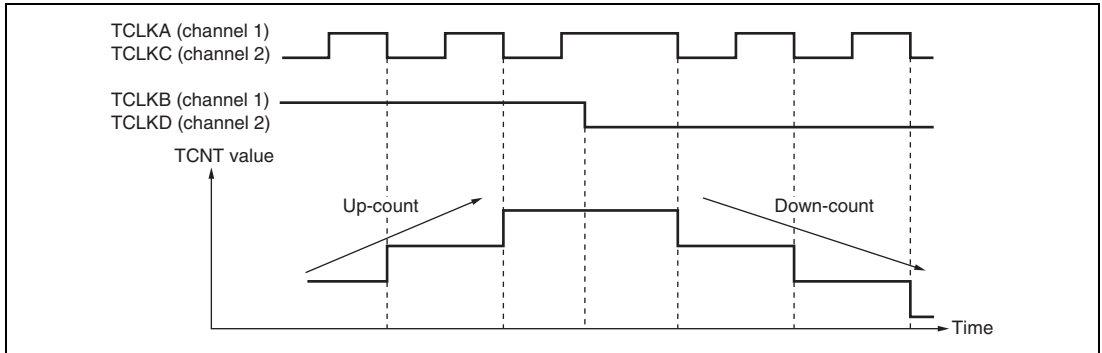 TCLKA (channel 1)
TCLKC (channel 2)
TCLKB (channel 1)
TCLKD (channel 2)
TCNT value
Up-count
Down-count
Time